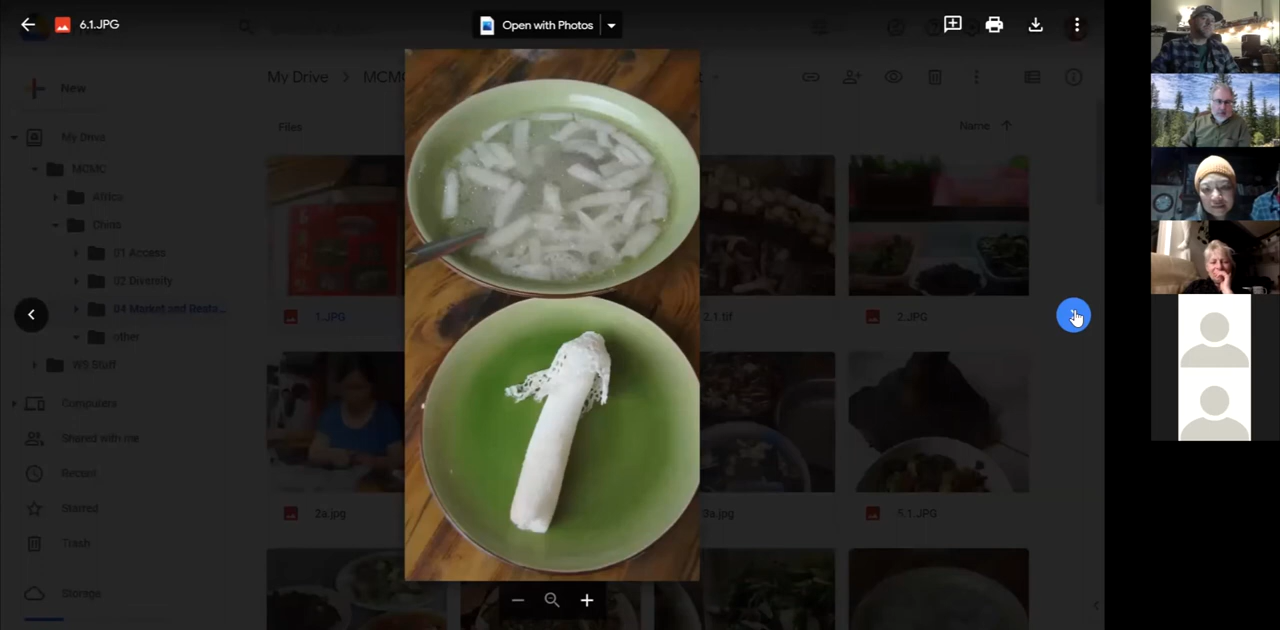 6.1.JPG
Open with Photos
My Drive
MCMC
New
Files
Name
My Drive
MCMC
Africa
China
01 Access
02 Diversity
04 Market and Resta...
other
WS Staff
Computers
Shared with me
Recent
Starred
Trash
Storage
1.JPG
2.1.tif
2.JPG
2a.jpg
3a.jpg
5.1.JPG